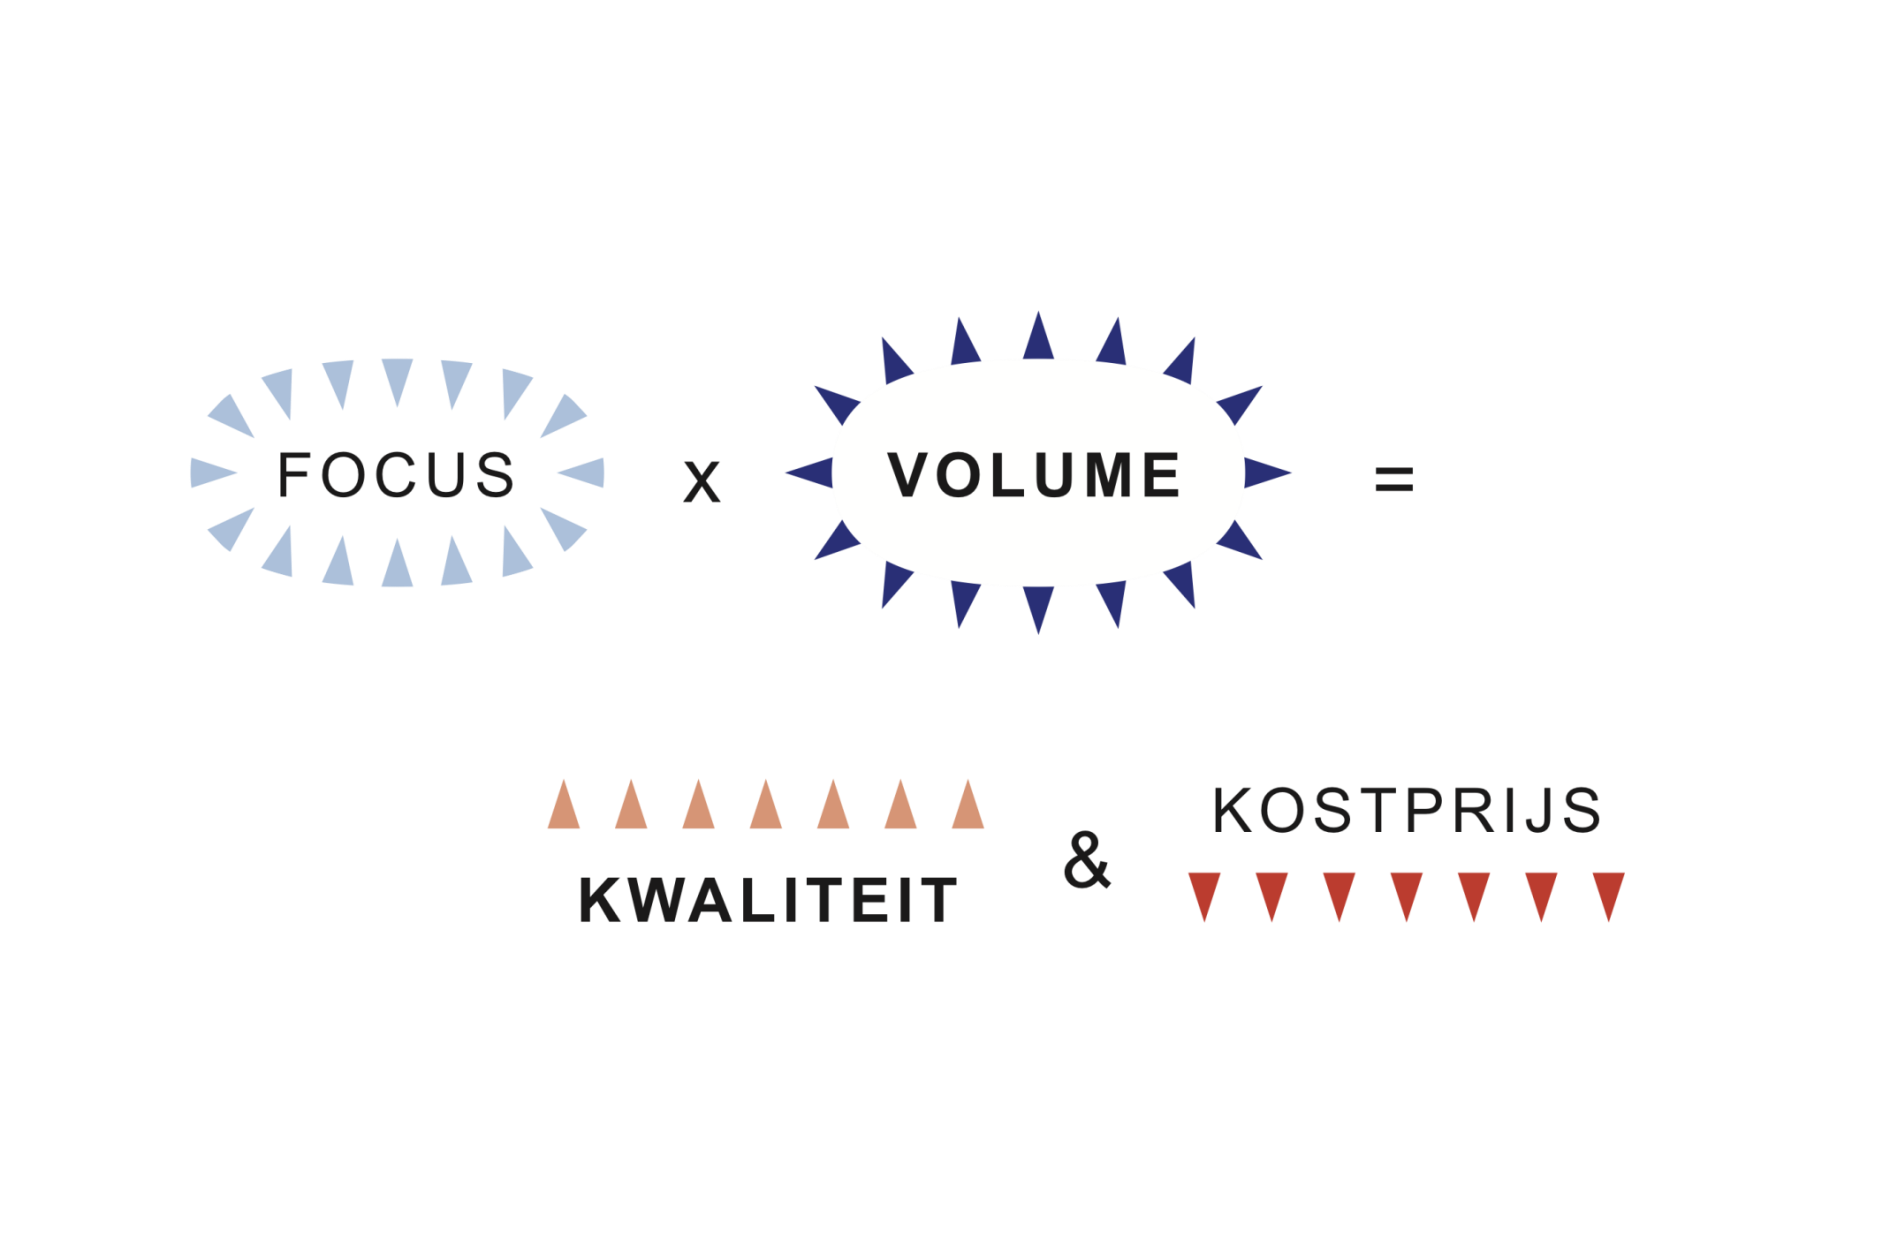 FOCUS x VOLUME =
KWALITEIT & KOSTPRIJS